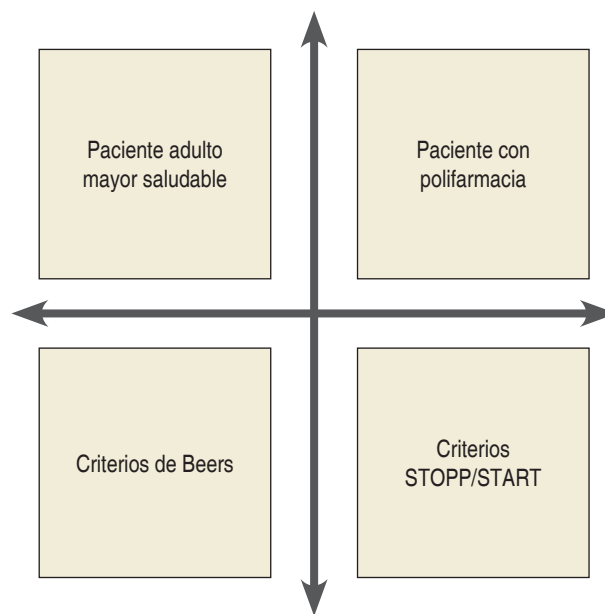 Paciente adulto
mayor saludable
Paciente con
polifarmacia
Criterios de Beers
Criterios
STOPP/START